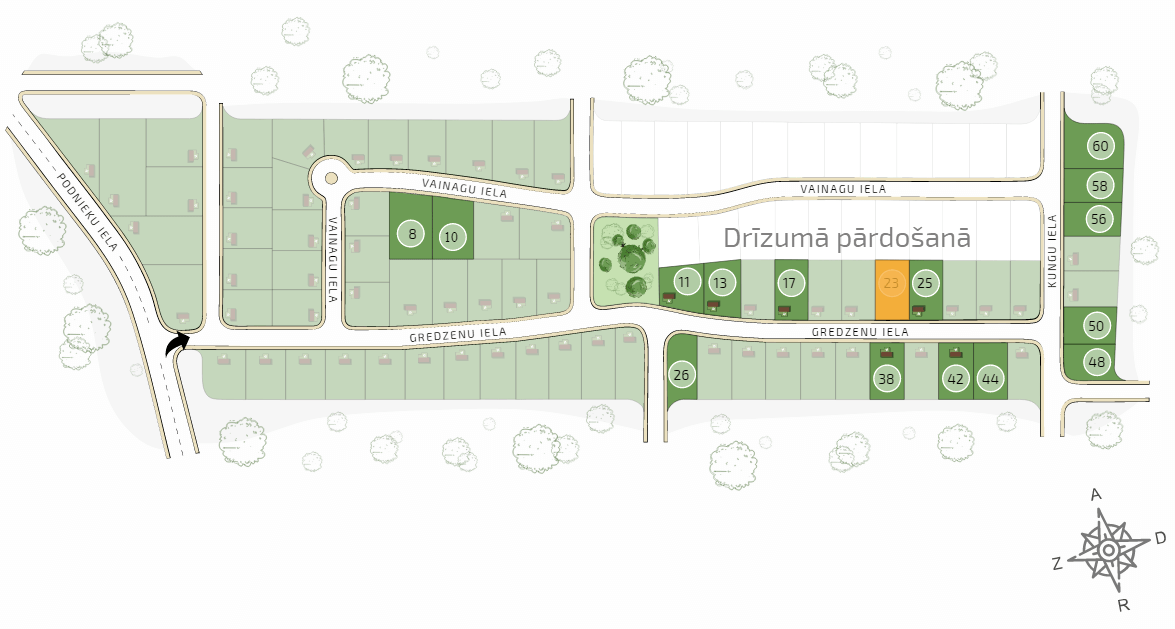 60
PODNIEKU IELA
VAINAGU IELA
VAINAGU IELA
58
56
8
10
VAINAGU IELA
Drīzumā pārdošanā
KUNGU IELA
11
13
17
23
25
GREDZENU IELA
GREDZENU IELA
50
26
38
42
44
48
A
D
Z
R